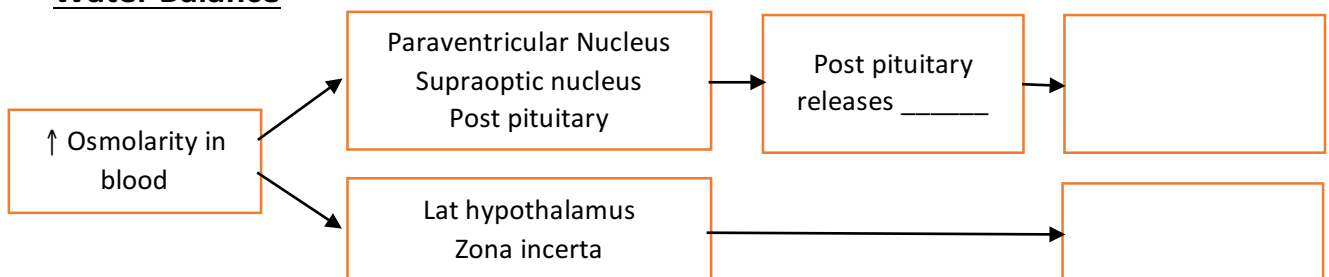 Water Balance
↑ Osmolarity in
blood
Paraventricular Nucleus
Supraoptic nucleus
Post pituitary
Post pituitary
releases ______
Lat hypothalamus
Zona incerta